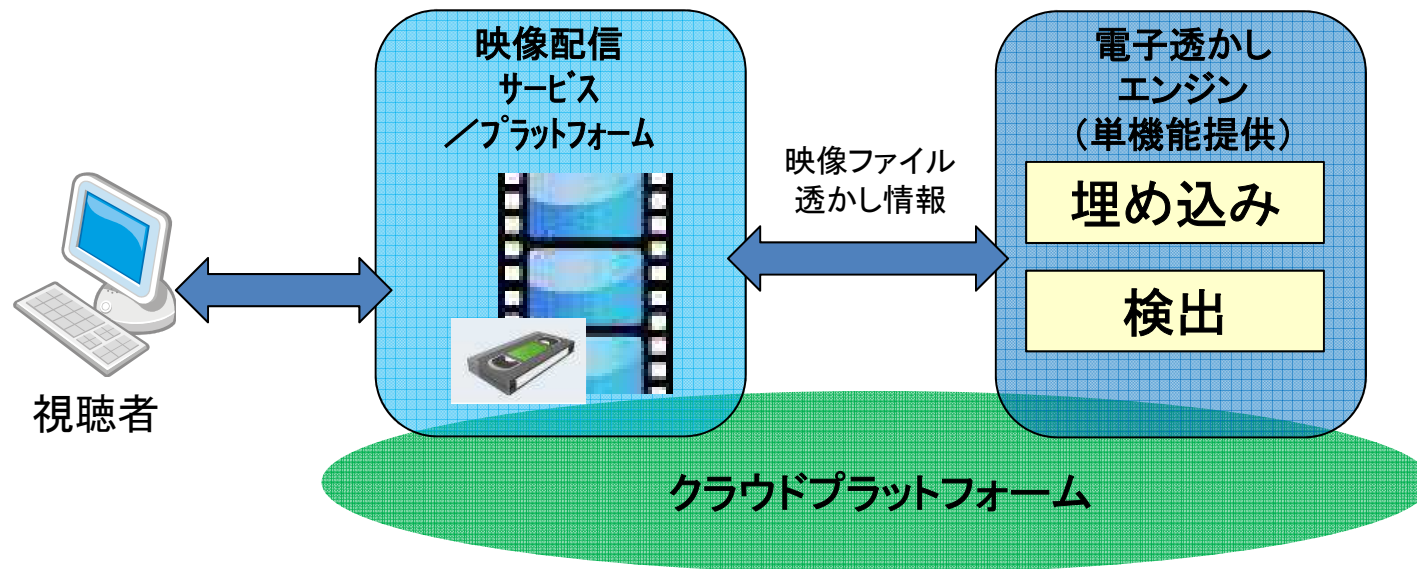 映像配信
サービス
／プラットフォーム
電子透かし
エンジン
（単機能提供）
映像ファイル
透かし情報
埋め込み
検出
視聴者
クラウドプラットフォーム